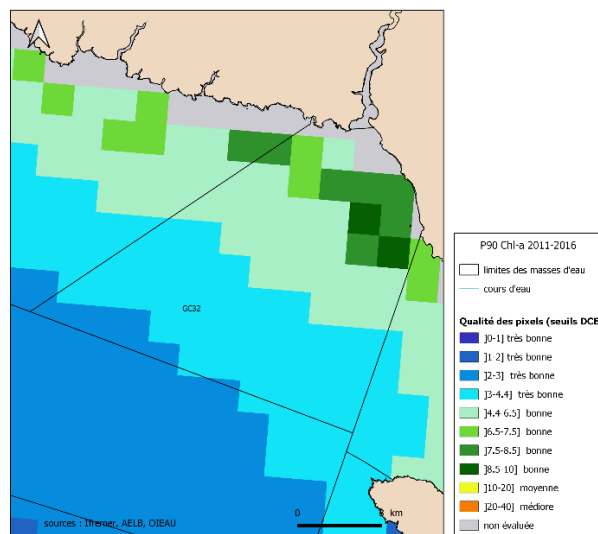 GC32
sources : Ifremer, AELB, OIEAU
0 3 km
P90 Chl-a 2011-2016
limites des masses d'eau
cours d'eau
Qualité des pixels (seuils DCE
]0-1] très bonne
]1-2] très bonne
]2-3] très bonne
]3-4.4] très bonne
]4.4-6.5] bonne
]6.5-7.5] bonne
]7.5-8.5] bonne
]8.5-10] bonne
]10-20] moyenne
]20-40] médiore
non évaluée